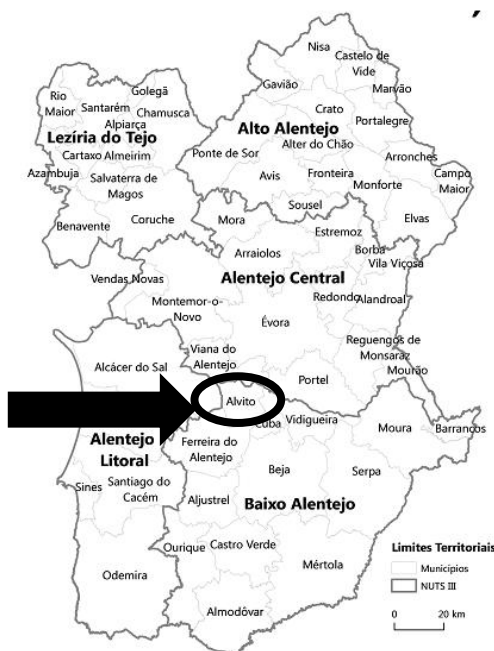 Nisa
Castelo de
Vide
Gavião
Marvão
Crato
Portalegre
Alto Alentejo
Ponte de Sor
Alter do Chão
Arronches
Avis
Fronteira
Campo
Maior
Monforte
Sousel
Elvas
Rio
Maior
Golegã
Santarém
Chamusca
Alpiarça
Lezíria do Tejo
Cartaxo
Almeirim
Azambuja
Salvaterra de
Magos
Benavente
Coruche
Mora
Estremoz
Arraiolos
Borba
Vila Viçosa
Vendas Novas
Alentejo Central
Montemor-o-
Novo
Redondo
Alandroal
Évora
Viana do
Alentejo
Reguengos de
Monsaraz
Mourão
Portel
Alcácer do Sal
Alvito
Cuba
Vidigueira
Moura
Barrancos
Alentejo
Litoral
Ferreira do
Alentejo
Beja
Serpa
Sines
Santiago do
Cacém
Aljustrel
Baixo Alentejo
Ourique
Castro Verde
Odemira
Mértola
Almodôvar
Limites Territoriais
Municípios
NUTS III
0 20 km